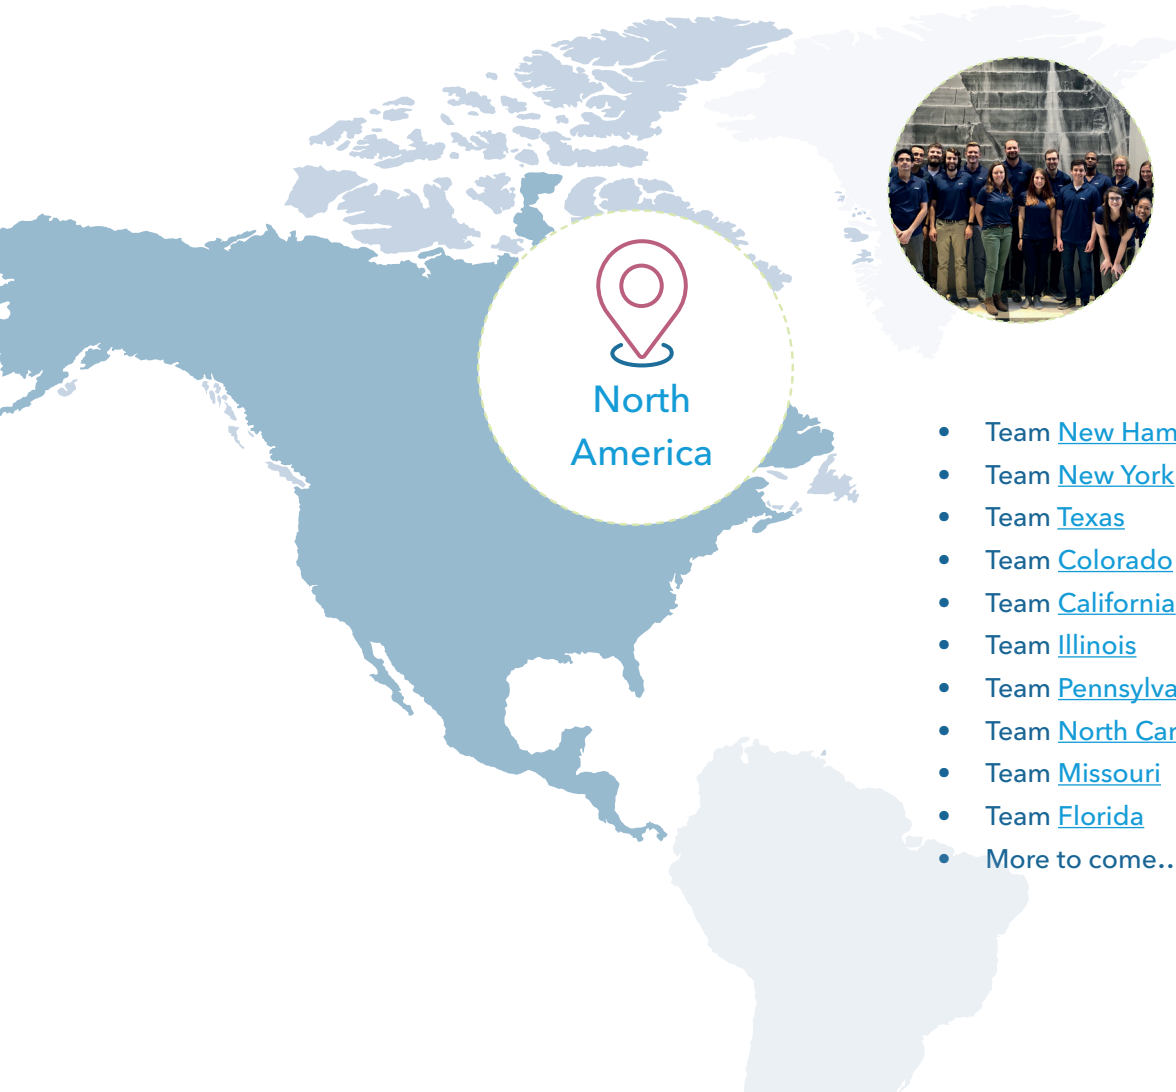 North
America
• Team New Ham
• Team New York
• Team Texas
• Team Colorado
• Team California
• Team Illinois
• Team Pennsylva
• Team North Car
• Team Missouri
• Team Florida
• More to come..